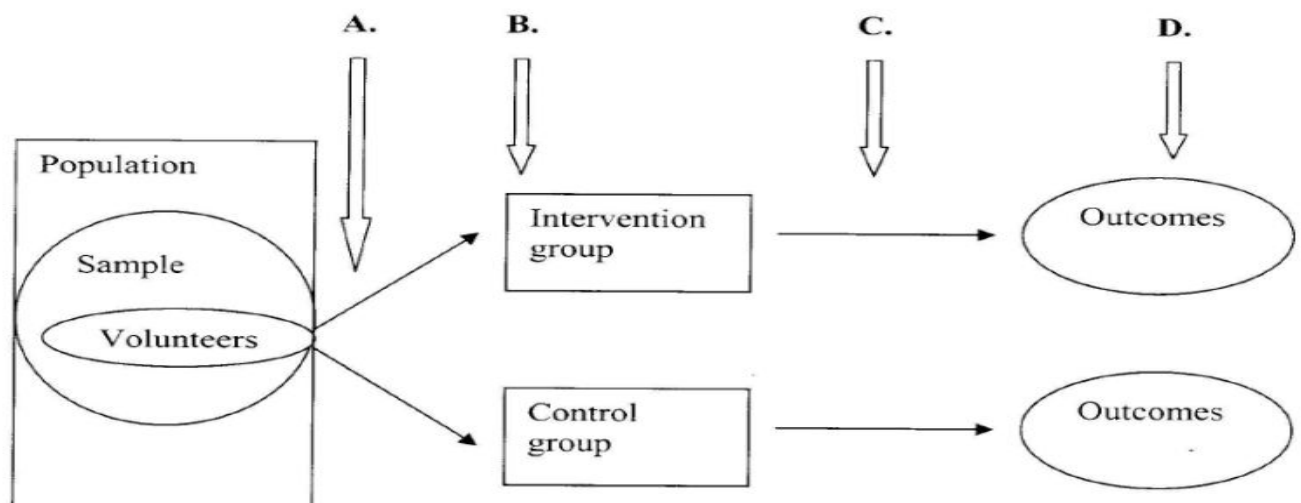 A.
B.
C.
D.
Population
Sample
Volunteers
Intervention
group
Outcomes
Control
group
Outcomes